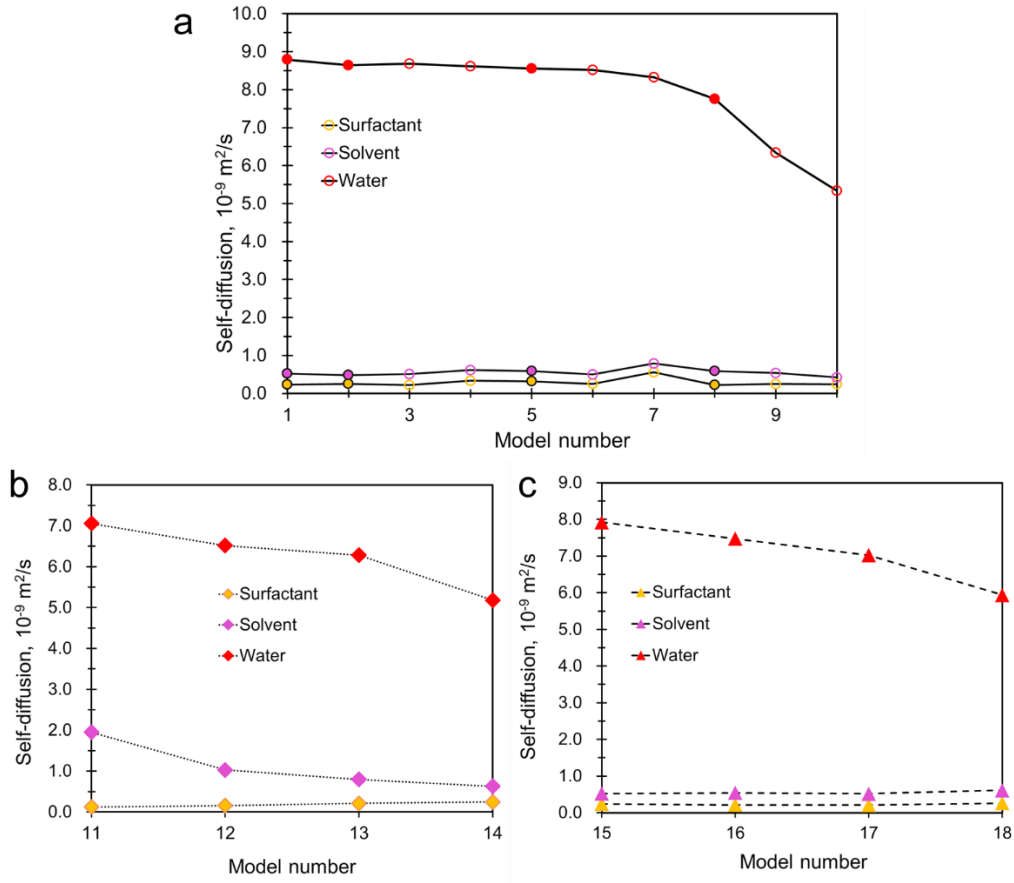 a
10.0
9.0
8.0
7.0
6.0
5.0
4.0
3.0
2.0
1.0
0.0
Self-diffusion, 10-9 m2/s
Surfactant
Solvent
Water
1 3 5 7 9
Model number
b
8.0
7.0
6.0
5.0
4.0
3.0
2.0
1.0
0.0
Self-diffusion, 10-9 m2/s
Surfactant
Solvent
Water
11 12 13 14
Model number
c
9.0
8.0
7.0
6.0
5.0
4.0
3.0
2.0
1.0
0.0
Self-diffusion, 10-9 m2/s
Surfactant
Solvent
Water
15 16 17 18
Model number